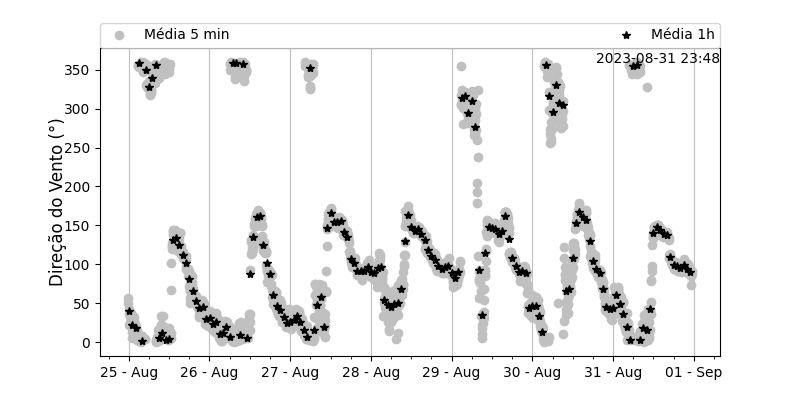 Média 5 min
Média 1h
2023-08-31 23:48
Direção do Vento (°)
350
300
250
200
150
100
50
0
25 - Aug
26 - Aug
27 - Aug
28 - Aug
29 - Aug
30 - Aug
31 - Aug
01 - Sep